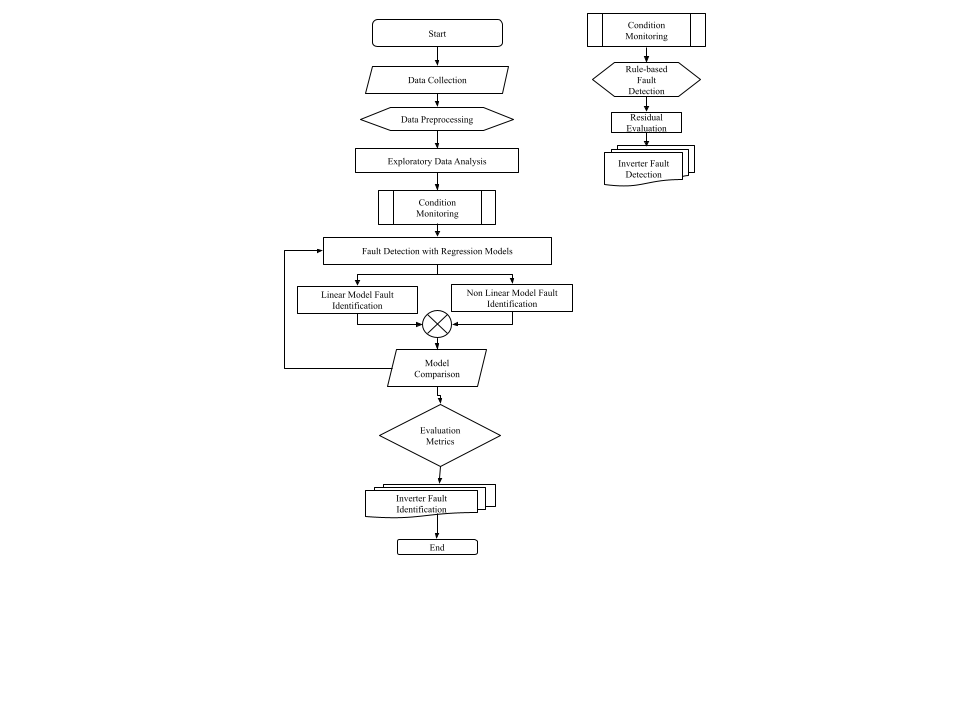 Start
Data Collection
Data Preprocessing
Exploratory Data Analysis
Condition
Monitoring
Fault Detection with Regression Models
Linear Model Fault
Identification
Non Linear Model Fault
Identification
Model
Comparison
Evaluation
Metrics
Inverter Fault
Identification
End
Condition
Monitoring
Rule-based
Fault
Detection
Residual
Evaluation
Inverter Fault
Detection